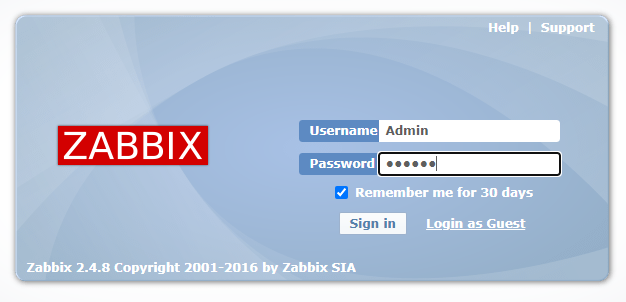 Help | Support
ZABBIX
Username Admin
Password ••••••
Remember me for 30 days
Sign in Login as Guest
Zabbix 2.4.8 Copyright 2001-2016 by Zabbix SIA